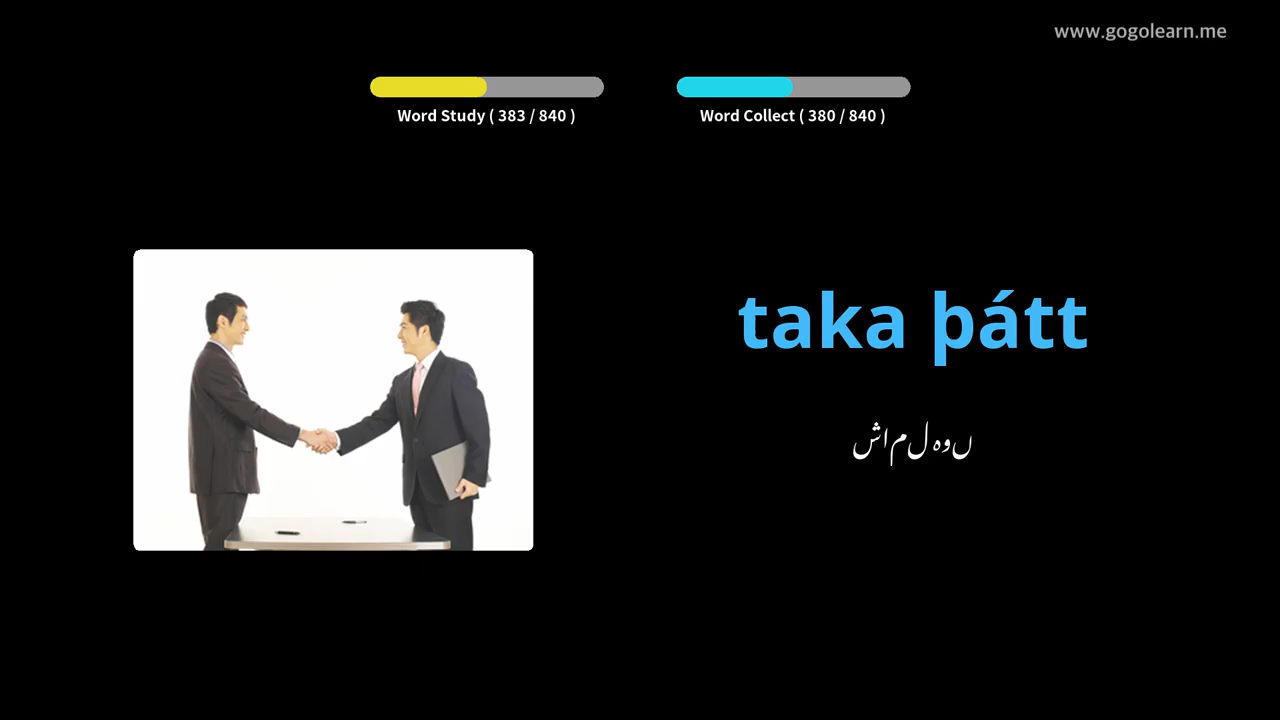 www.gogolearn.me
Word Study ( 383 / 840 )
Word Collect ( 380 / 840 )
taka þátt
شامل ہوں